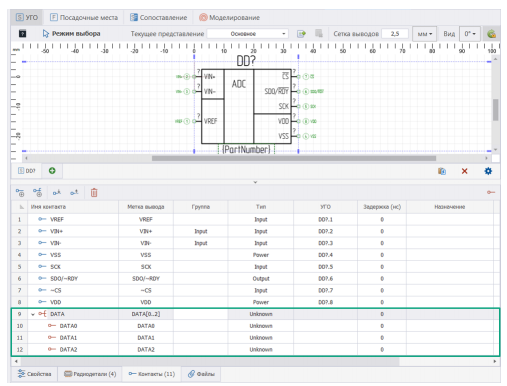 УГО Посадочные места Сопоставление Моделирование
Режим выбора Текущее представление Основное Сетка выводов 2,5 мм Вид 0°
мм -50 -40 -30 -20 -10 0 10 20 30 40 50 60 70 80 90 100
DD?
VIN+ ADC CS
VIN− SDO/RDY
SCK
VREF VDD
VSS
{PartNumber}
DD?
Имя контакта Метка вывода Группа Тип УГО Задержка (нс) Назначение
1 VREF VREF Input DD?.1 0
2 VIN+ VIN+ Input Input DD?.2 0
3 VIN- VIN- Input Input DD?.3 0
4 VSS VSS Power DD?.4 0
5 SCK SCK Input DD?.5 0
6 SDO/~RDY SDO/~RDY Output DD?.6 0
7 ~CS ~CS Input DD?.7 0
8 VDD VDD Power DD?.8 0
9 DATA DATA[0..2] Unknown 0
10 DATA0 DATA0 Unknown 0
11 DATA1 DATA1 Unknown 0
12 DATA2 DATA2 Unknown 0
Свойства Радиодетали (4) Контакты (11) Файлы